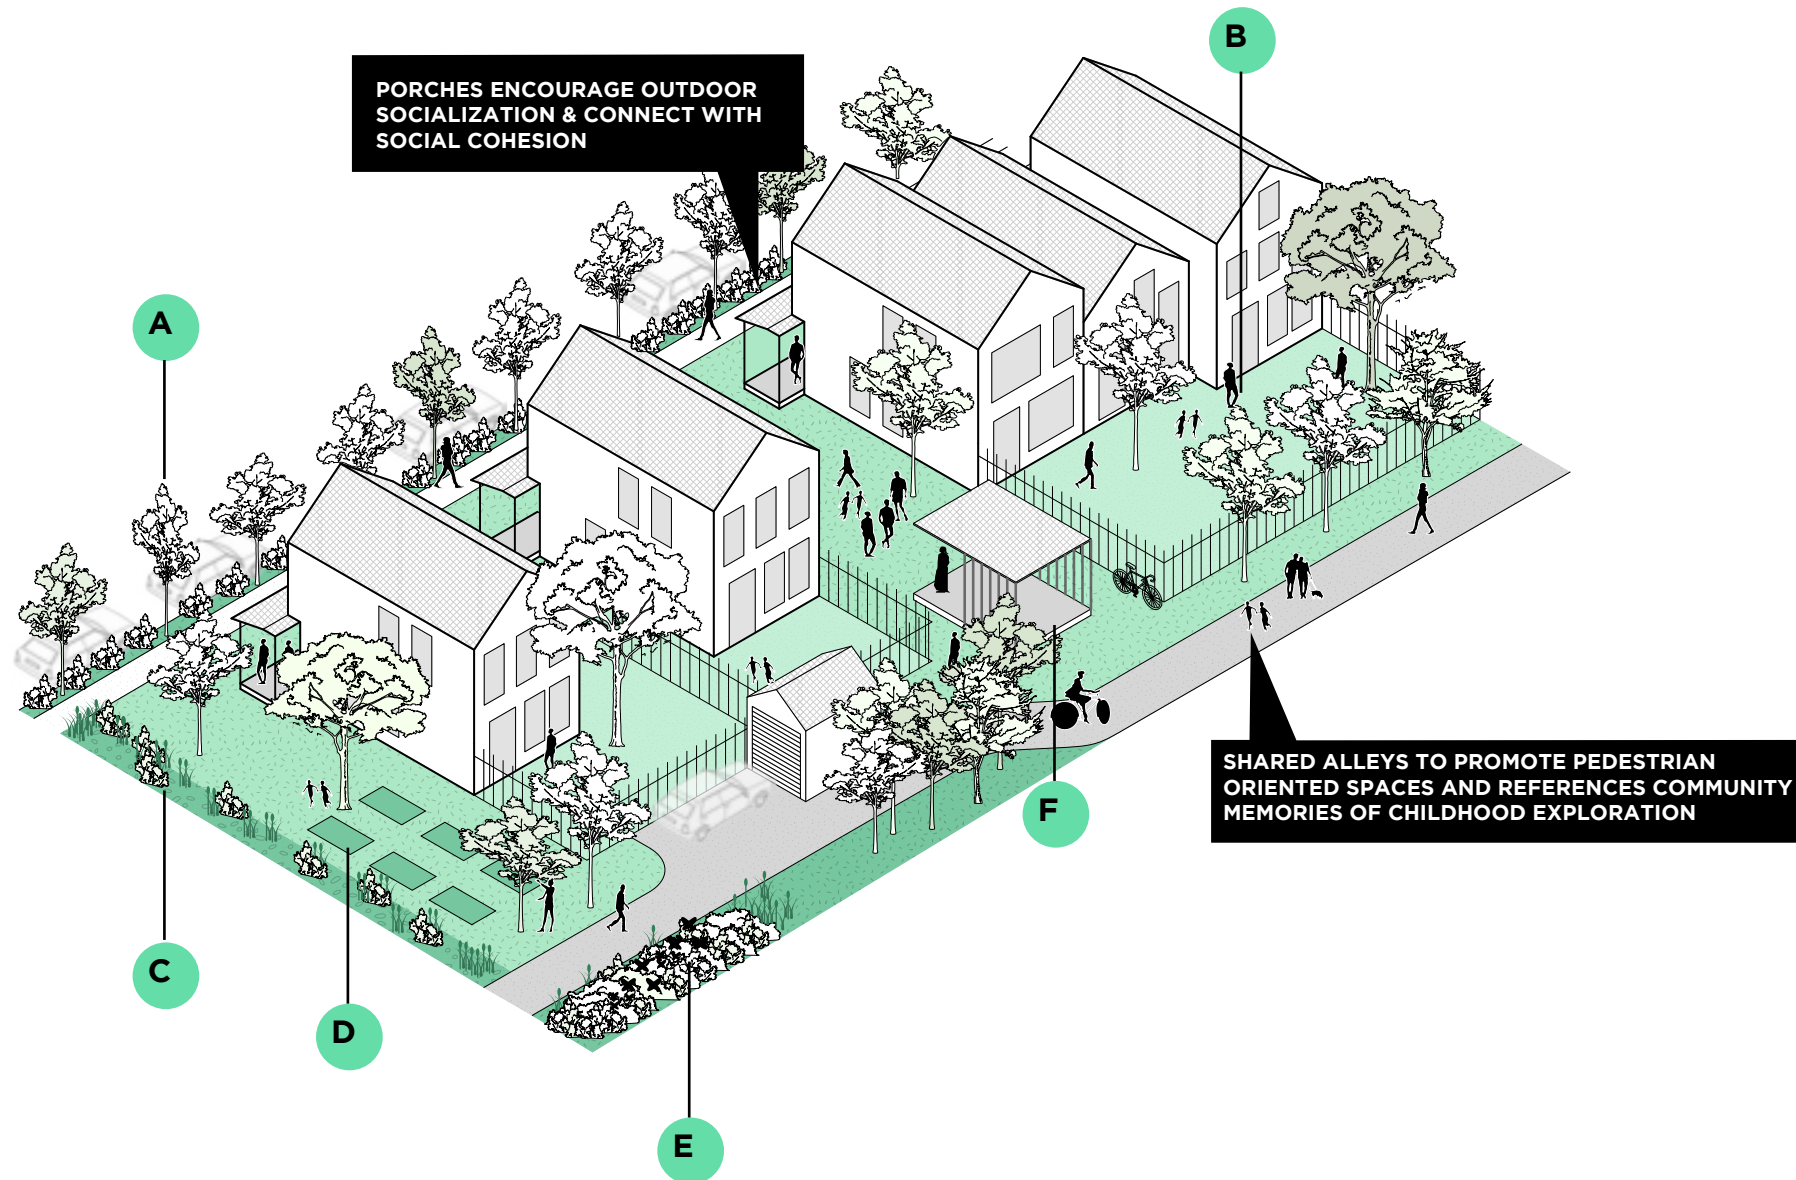 B
PORCHES ENCOURAGE OUTDOOR
SOCIALIZATION & CONNECT WITH
SOCIAL COHESION
A
SHARED ALLEYS TO PROMOTE PEDESTRIAN
ORIENTED SPACES AND REFERENCES COMMUNITY
MEMORIES OF CHILDHOOD EXPLORATION
F
C
D
E